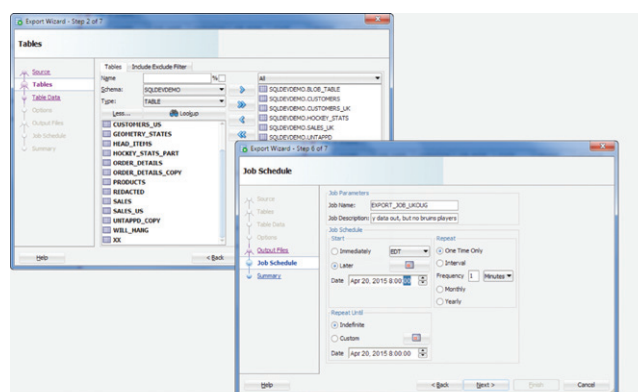 Export Wizard - Step 2 of 7
Tables
Source
Tables
Table Data
Options
Output Files
Job Schedule
Summary
Tables Include Exclude Filter
Name %
Schema: SQLDEVDEMO
Type: TABLE
Less... Lookup
CUSTOMERS_US
GEOMETRY_STATES
HEAD_ITEMS
HOCKEY_STATS_PART
ORDER_DETAILS
ORDER_DETAILS_COPY
PRODUCTS
REDACTED
SALES
SALES_US
UNTAPPD_COPY
WILL_HANG
XX
All
SQLDEVDEMO.BLOB_TABLE
SQLDEVDEMO.CUSTOMERS
SQLDEVDEMO.CUSTOMERS_UK
SQLDEVDEMO.HOCKEY_STATS
SQLDEVDEMO.SALES_UK
SQLDEVDEMO.UNTAPPD
Help
< Back
Export Wizard - Step 6 of 7
Job Schedule
Source
Tables
Table Data
Options
Output Files
Job Schedule
Summary
Job Parameters
Job Name: EXPORT_JOB_UKOUG
Job Description: y data out, but no bruins players
Job Schedule
Start
Immediately EDT
Later
Date Apr 20, 2015 8:00:00
Repeat
One Time Only
Interval
Frequency 1 Minutes
Monthly
Yearly
Repeat Until
Indefinite
Custom
Date Apr 20, 2015 8:00:00
Help
< Back Next > Finish Cancel